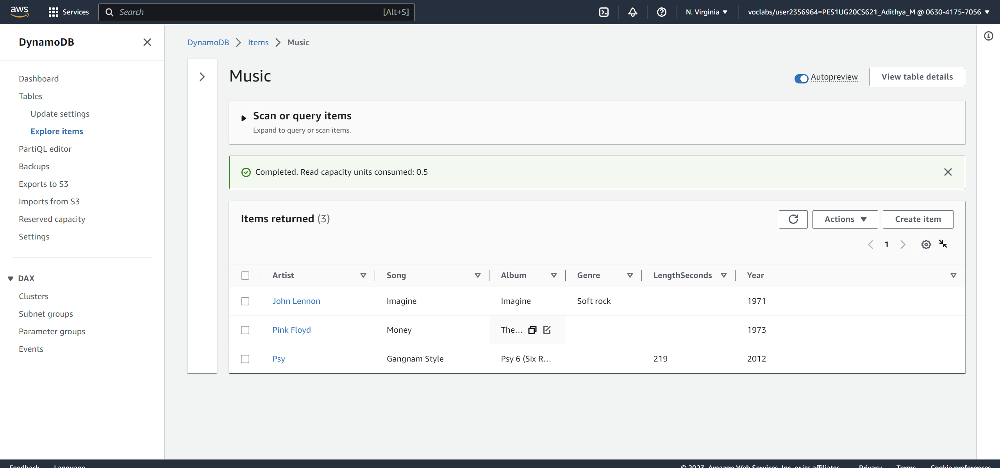 aws
Services
Search
[Alt+S]
N. Virginia
voclabs/user2356964=PES1UG20CS621_Adithya_M @ 0630-4175-7056
DynamoDB
Dashboard
Tables
Update settings
Explore items
PartiQL editor
Backups
Exports to S3
Imports from S3
Reserved capacity
Settings
DAX
Clusters
Subnet groups
Parameter groups
Events
DynamoDB
Items
Music
Music
Autopreview
View table details
Scan or query items
Expand to query or scan items.
Completed. Read capacity units consumed: 0.5
Items returned (3)
Actions
Create item
1
Artist Song Album Genre LengthSeconds Year
John Lennon Imagine Imagine Soft rock 1971
Pink Floyd Money The... 1973
Psy Gangnam Style Psy 6 (Six R... 219 2012
Feedback Language
© 2023, Amazon Web Services, Inc. or its affiliates. Privacy Terms Cookie preferences